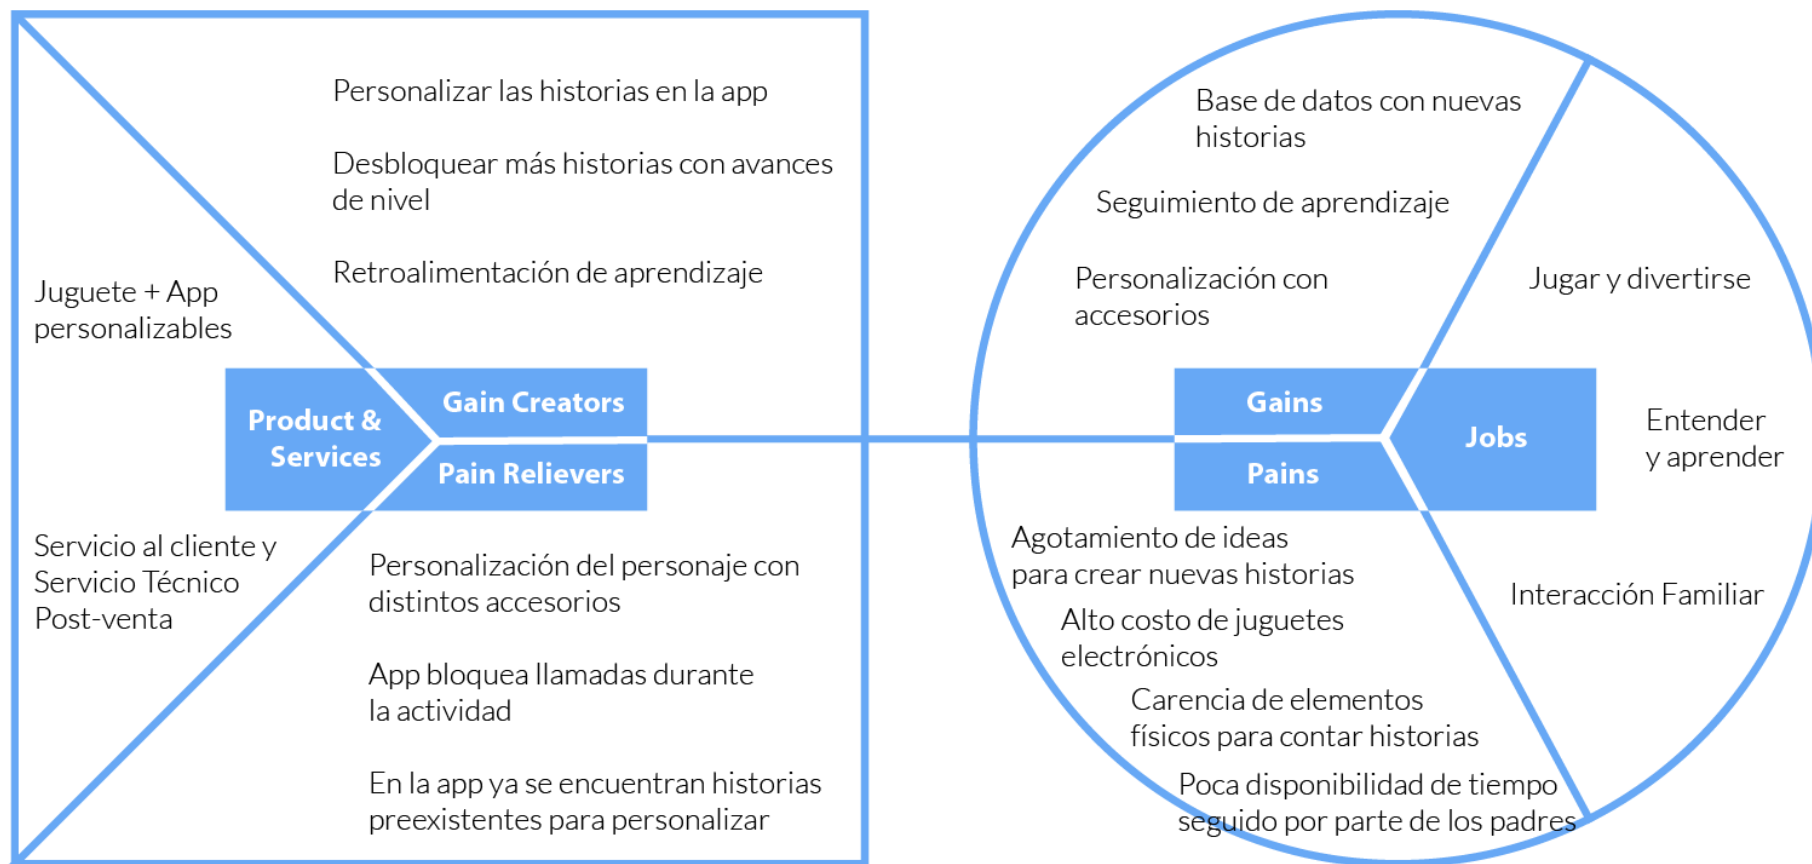 Personalizar las historias en la app
Desbloquear más historias con avances
de nivel
Retroalimentación de aprendizaje
Juguete + App
personalizables
Product &
Services
Gain Creators
Pain Relievers
Servicio al cliente y
Servicio Técnico
Post-venta
Personalización del personaje con
distintos accesorios
App bloquea llamadas durante
la actividad
En la app ya se encuentran historias
preexistentes para personalizar
Base de datos con nuevas
historias
Seguimiento de aprendizaje
Personalización con
accesorios
Gains
Pains
Jobs
Jugar y divertirse
Entender
y aprender
Interacción Familiar
Agotamiento de ideas
para crear nuevas historias
Alto costo de juguetes
electrónicos
Carencia de elementos
físicos para contar historias
Poca disponibilidad de tiempo
seguido por parte de los padres